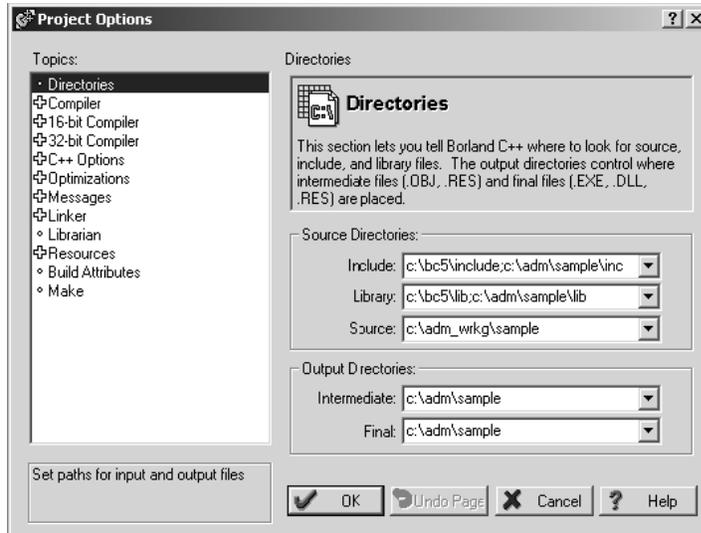 Project Options
Topics:
Directories
Compiler
16-bit Compiler
32-bit Compiler
C++ Options
Optimizations
Messages
Linker
Librarian
Resources
Build Attributes
Make
Set paths for input and output files
Directories
C:\
Directories
This section lets you tell Borland C++ where to look for source,
include, and library files. The output directories control where
intermediate files (.OBJ, .RES) and final files (.EXE, .DLL,
.RES) are placed.
Source Directories:
Include: c:\bc5\include;c:\adm\sample\inc
Library: c:\bc5\lib;c:\adm\sample\lib
Source: c:\adm_wrkg\sample
Output Directories:
Intermediate: c:\adm\sample
Final: c:\adm\sample
OK Undo Page Cancel ? Help